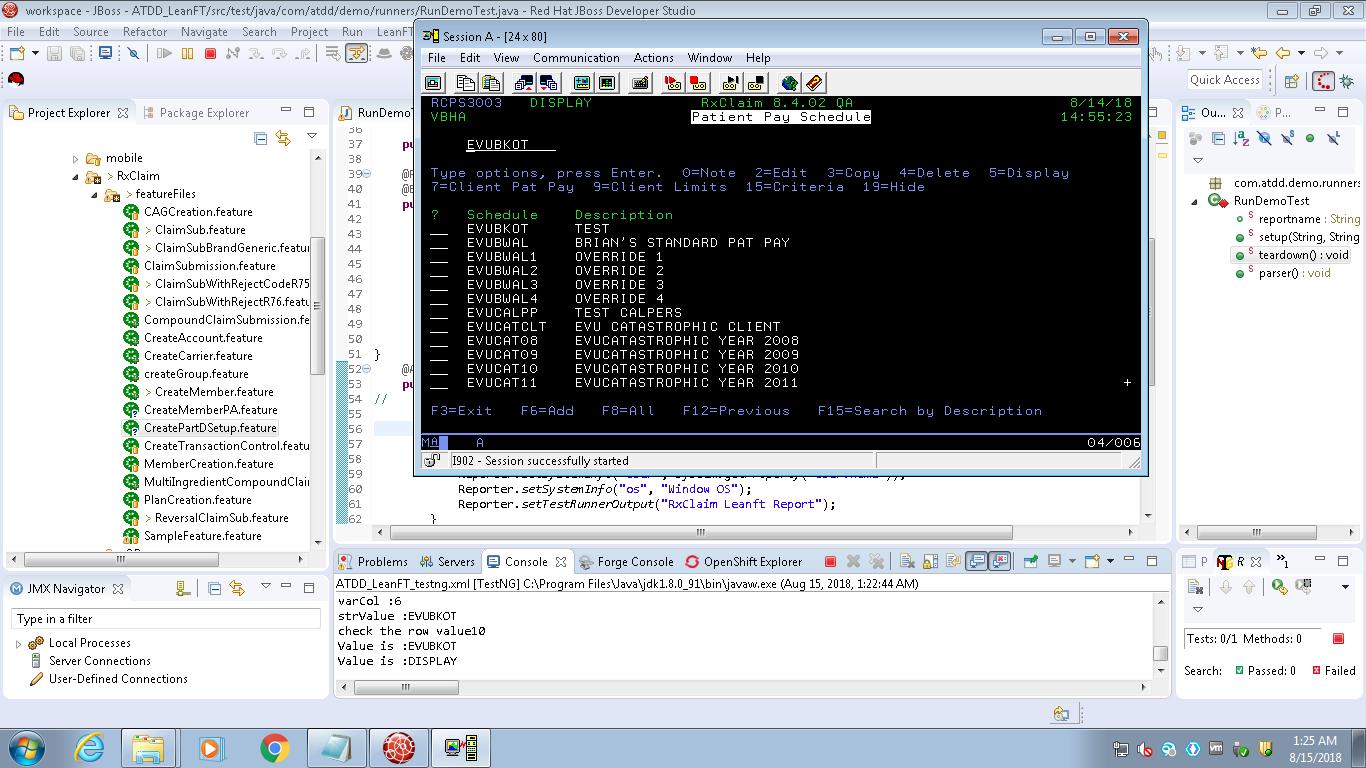 workspace - JBoss - ATDD_LeanFT/src/test/java/com/atdd/demo/runners/RunDemoTest.java - Red Hat JBoss Developer Studio
File Edit Source Refactor Navigate Search Project Run LeanFT
Quick Access
Session A - [24 x 80]
File Edit View Communication Actions Window Help
RCPS3003 DISPLAY RxClaim 8.4.02 QA 8/14/18
VBHA Patient Pay Schedule 14:55:23
EVUBKOT
Type options, press Enter. 0=Note 2=Edit 3=Copy 4=Delete 5=Display
7=Client Pat Pay 9=Client Limits 15=Criteria 19=Hide
? Schedule Description
EVUBKOT TEST
EVUBWAL BRIAN'S STANDARD PAT PAY
EVUBWAL1 OVERRIDE 1
EVUBWAL2 OVERRIDE 2
EVUBWAL3 OVERRIDE 3
EVUBWAL4 OVERRIDE 4
EVUCALPP TEST CALPERS
EVUCATCLT EVU CATASTROPHIC CLIENT
EVUCAT08 EVUCATASTROPHIC YEAR 2008
EVUCAT09 EVUCATASTROPHIC YEAR 2009
EVUCAT10 EVUCATASTROPHIC YEAR 2010
EVUCAT11 EVUCATASTROPHIC YEAR 2011
+
F3=Exit F6=Add F8=All F12=Previous F15=Search by Description
MA A 04/006
I902 - Session successfully started
Project Explorer Package Explorer
mobile
> RxClaim
> featureFiles
CAGCreation.feature
> ClaimSub.feature
> ClaimSubBrandGeneric.featur
ClaimSubmission.feature
> ClaimSubWithRejectCodeR75
> ClaimSubWithRejectR76.featu
CompoundClaimSubmission.fe
CreateAccount.feature
CreateCarrier.feature
createGroup.feature
> CreateMember.feature
CreateMemberPA.feature
CreatePartDSetup.feature
CreateTransactionControl.featu
MemberCreation.feature
MultiIngredientCompoundClai
PlanCreation.feature
> ReversalClaimSub.feature
SampleFeature.feature
RunDemo
36
37 pu
38
39 @
40 @
41 pu
42
43
44
45
46
47
48
49
50
51 }
52 @A
53 pu
54 //
55
56
57
58
59
60 Reporter.setSystemInfo("os", "Window OS");
61 Reporter.setTestRunnerOutput("RxClaim Leanft Report");
62 }
Ou... P...
com.atdd.demo.runners
RunDemoTest
reportname : String
setup(String, String
teardown() : void
parser() : void
JMX Navigator
Type in a filter
Local Processes
Server Connections
User-Defined Connections
Problems Servers Console Forge Console OpenShift Explorer
ATDD_LeanFT_testng.xml [TestNG] C:\Program Files\Java\jdk1.8.0_91\bin\javaw.exe (Aug 15, 2018, 1:22:44 AM)
varCol :6
strValue :EVUBKOT
check the row value10
Value is :EVUBKOT
Value is :DISPLAY
P R
Tests: 0/1 Methods: 0
Search: Passed: 0 Failed
1:25 AM
8/15/2018